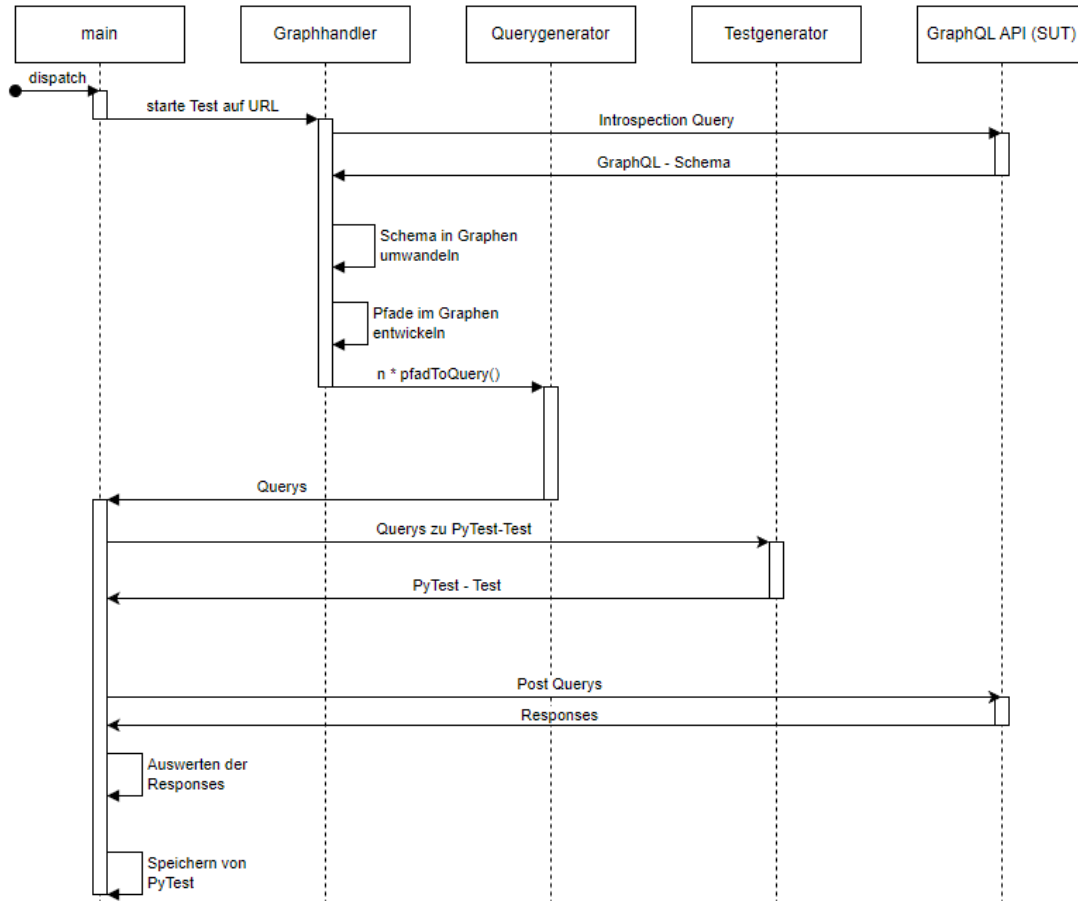 main
Graphhandler
Querygenerator
Testgenerator
GraphQL API (SUT)
dispatch
starte Test auf URL
Introspection Query
GraphQL - Schema
Schema in Graphen
umwandeln
Pfade im Graphen
entwickeln
n * pfadToQuery()
Querys
Querys zu PyTest-Test
PyTest - Test
Post Querys
Responses
Auswerten der
Responses
Speichern von
PyTest